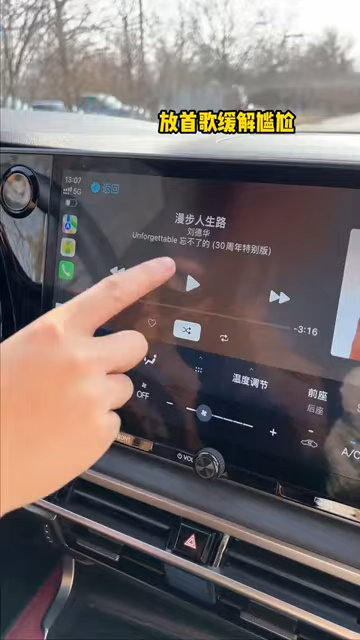 放首歌缓解尴尬
13:07
5G
返回
漫步人生路
刘德华
Unforgettable 忘不了的 (30周年特别版)
-3:16
温度调节
前座
后座
OFF
A/C
VOL